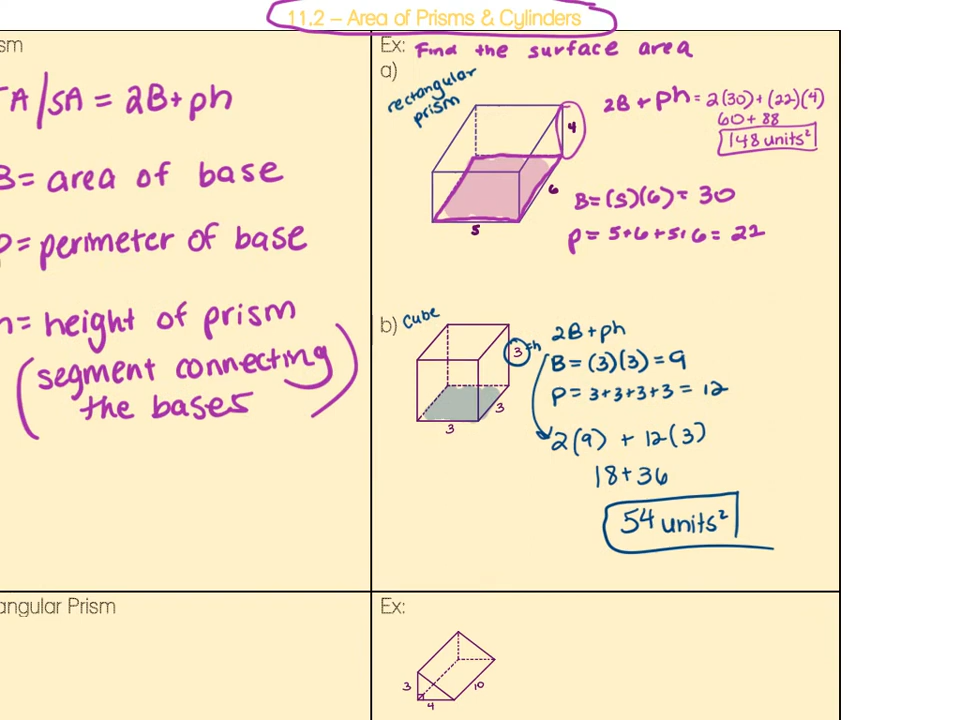 11.2 – Area of Prisms & Cylinders
sm
TA/SA = 2B+ph
B= area of base
p= perimeter of base
h= height of prism
(segment connecting
the bases)
Ex: Find the surface area
a)
rectangular
prism
4
6
5
2B + ph = 2(30)+(22)(4)
60+88
148 units²
B=(5)(6)= 30
p= 5+6+5+6= 22
b) Cube
3=h
3
3
2B+ph
B=(3)(3)=9
p=3+3+3+3=12
2(9) + 12(3)
18+36
54 units²
angular Prism
Ex:
3
4
10